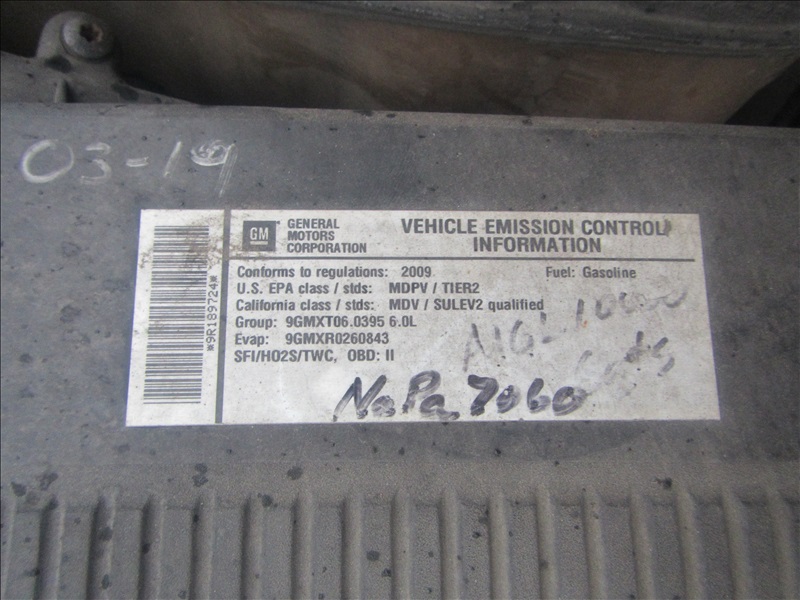 03-19
*9R189724*
GM
GENERAL
MOTORS
CORPORATION
VEHICLE EMISSION CONTROL
INFORMATION
Conforms to regulations: 2009 Fuel: Gasoline
U.S. EPA class / stds: MDPV / TIER2
California class / stds: MDV / SULEV2 qualified
Group: 9GMXT06.0395 6.0L
Evap: 9GMXR0260843
SFI/HO2S/TWC, OBD: II
NaPa 7060